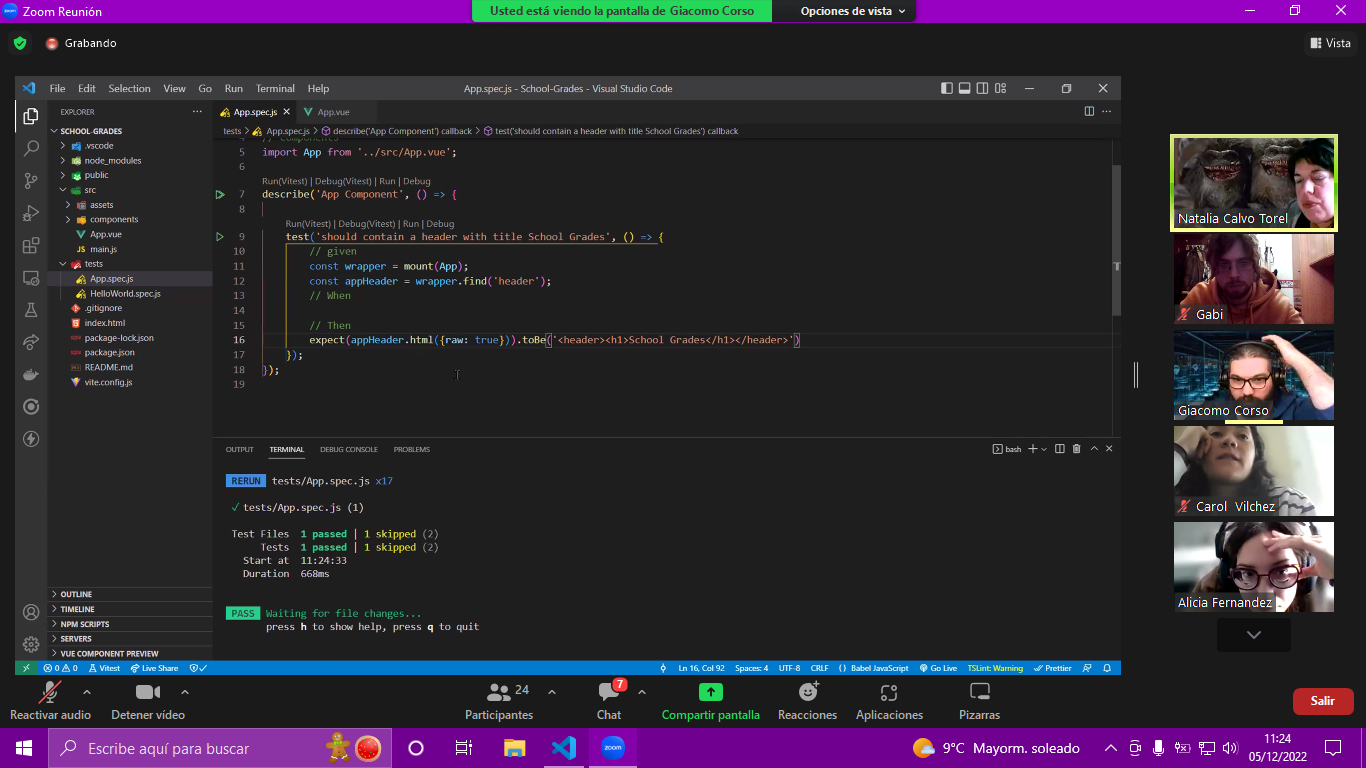 Zoom Reunión
Usted está viendo la pantalla de Giacomo Corso
Opciones de vista
Grabando
Vista
File Edit Selection View Go Run Terminal Help
App.spec.js - School-Grades - Visual Studio Code
EXPLORER
SCHOOL-GRADES
.vscode
node_modules
public
src
assets
components
App.vue
main.js
tests
App.spec.js
HelloWorld.spec.js
.gitignore
index.html
package-lock.json
package.json
README.md
vite.config.js
OUTLINE
TIMELINE
NPM SCRIPTS
SERVERS
VUE COMPONENT PREVIEW
App.spec.js App.vue
tests > App.spec.js > describe('App Component') callback > test('should contain a header with title School Grades') callback
4 // components
5 import App from '../src/App.vue';
6
Run(Vitest) | Debug(Vitest) | Run | Debug
7 describe('App Component', () => {
8
Run(Vitest) | Debug(Vitest) | Run | Debug
9 test('should contain a header with title School Grades', () => {
10 // given
11 const wrapper = mount(App);
12 const appHeader = wrapper.find('header');
13 // When
14
15 // Then
16 expect(appHeader.html({raw: true})).toBe('<header><h1>School Grades</h1></header>')
17 });
18 });
19
OUTPUT TERMINAL DEBUG CONSOLE PROBLEMS
bash
RERUN tests/App.spec.js x17
✓ tests/App.spec.js (1)
Test Files 1 passed | 1 skipped (2)
Tests 1 passed | 1 skipped (2)
Start at 11:24:33
Duration 668ms
PASS Waiting for file changes...
press h to show help, press q to quit
0 0 Vitest Live Share
Ln 16, Col 92 Spaces: 4 UTF-8 CRLF {} Babel JavaScript Go Live TSLint: Warning Prettier
Natalia Calvo Torel
Gabi
Giacomo Corso
Carol Vilchez
Alicia Fernandez
Reactivar audio
Detener vídeo
24
Participantes
7
Chat
Compartir pantalla
Reacciones
Aplicaciones
Pizarras
Salir
Escribe aquí para buscar
zoom
9°C Mayorm. soleado
11:24
05/12/2022